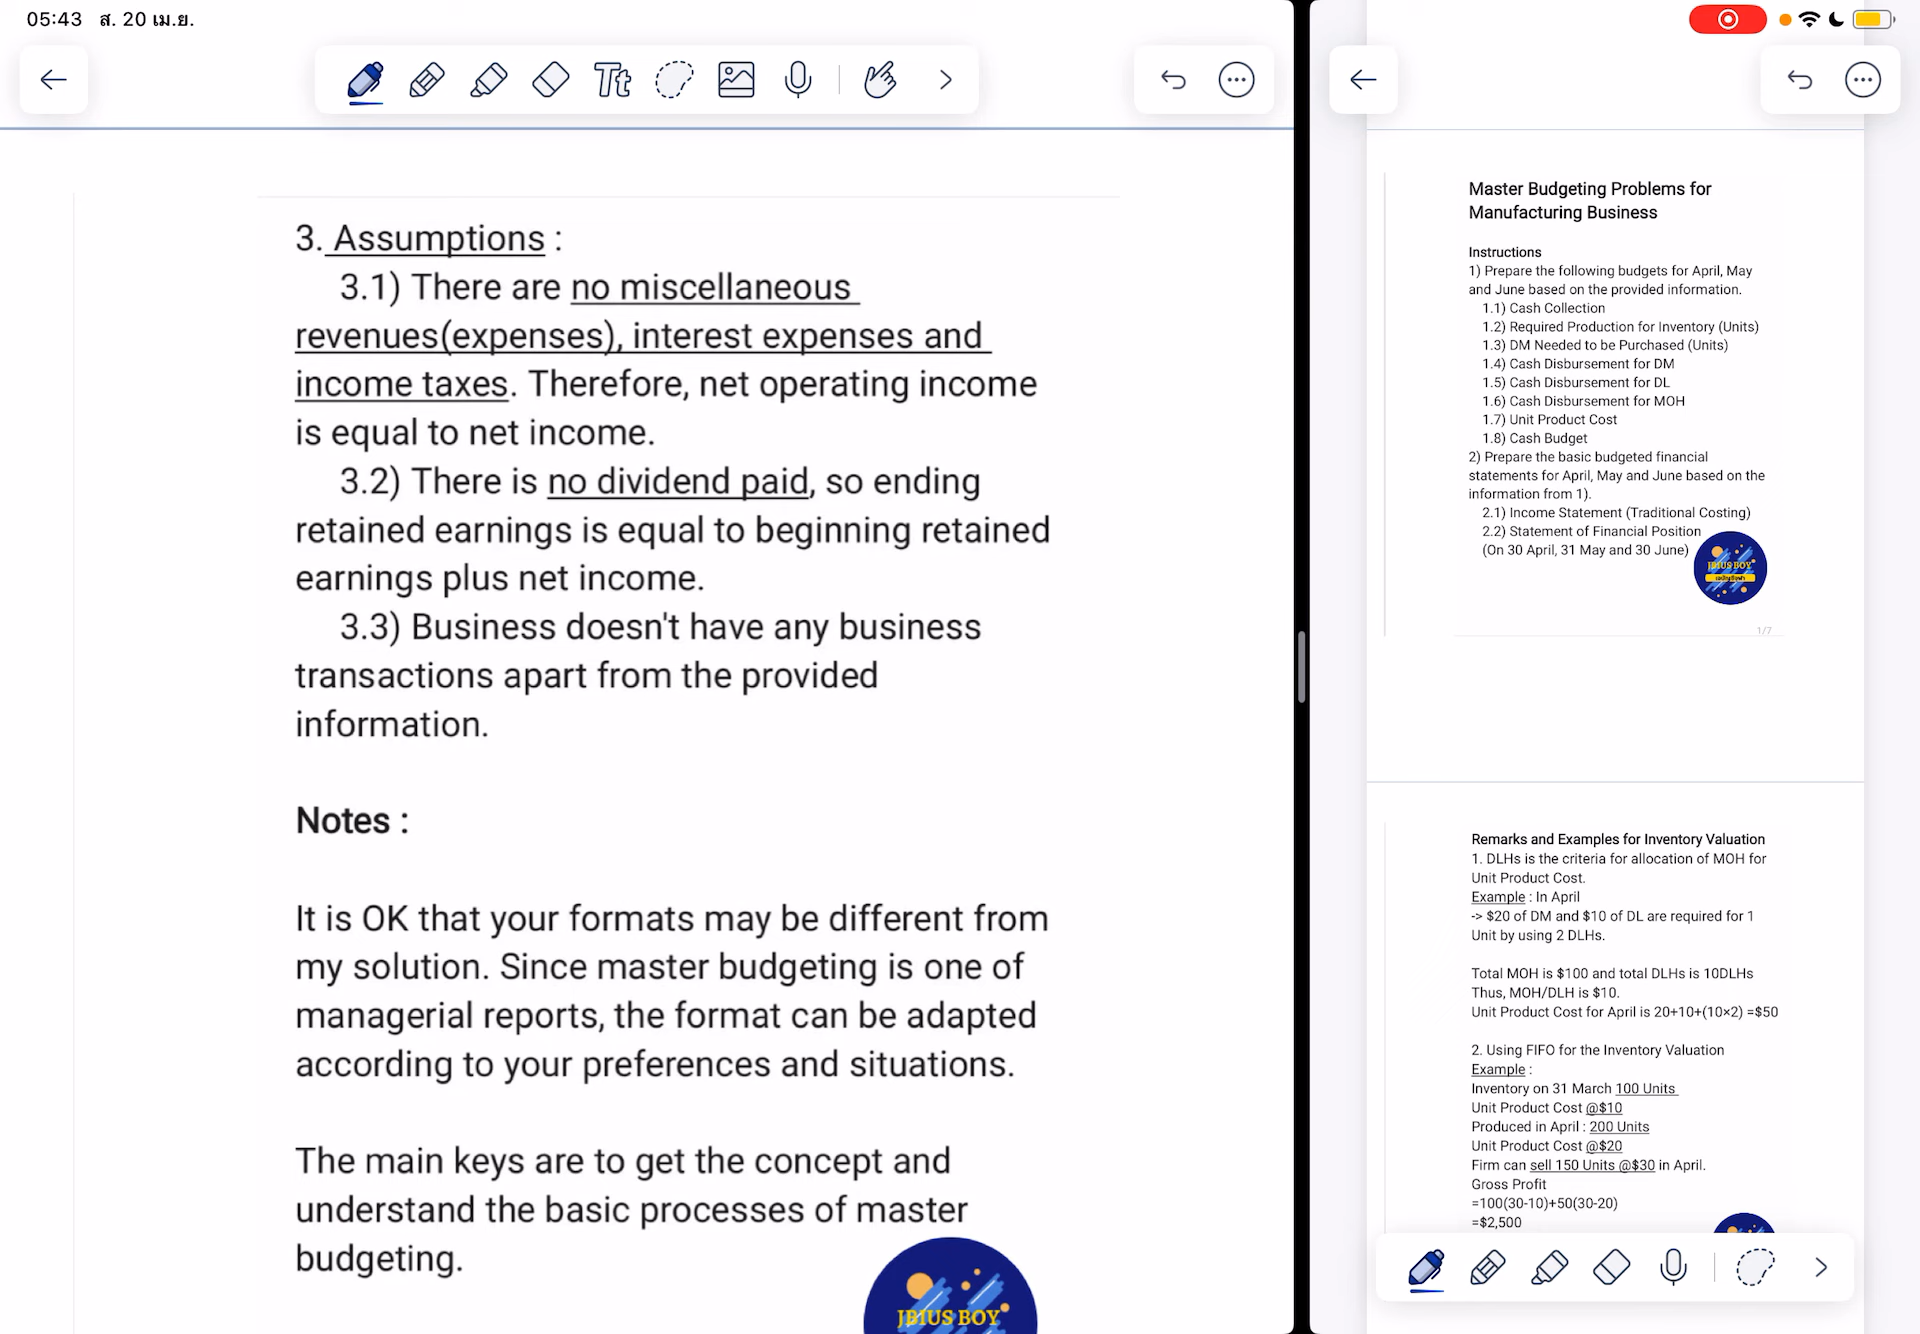 05:43 ส. 20 เม.ย.
Tt
3. Assumptions :
3.1) There are no miscellaneous
revenues(expenses), interest expenses and
income taxes. Therefore, net operating income
is equal to net income.
3.2) There is no dividend paid, so ending
retained earnings is equal to beginning retained
earnings plus net income.
3.3) Business doesn't have any business
transactions apart from the provided
information.
Notes :
It is OK that your formats may be different from
my solution. Since master budgeting is one of
managerial reports, the format can be adapted
according to your preferences and situations.
The main keys are to get the concept and
understand the basic processes of master
budgeting.
JBIUS BOY
Master Budgeting Problems for
Manufacturing Business
Instructions
1) Prepare the following budgets for April, May
and June based on the provided information.
1.1) Cash Collection
1.2) Required Production for Inventory (Units)
1.3) DM Needed to be Purchased (Units)
1.4) Cash Disbursement for DM
1.5) Cash Disbursement for DL
1.6) Cash Disbursement for MOH
1.7) Unit Product Cost
1.8) Cash Budget
2) Prepare the basic budgeted financial
statements for April, May and June based on the
information from 1).
2.1) Income Statement (Traditional Costing)
2.2) Statement of Financial Position
(On 30 April, 31 May and 30 June)
JBIUS BOY
1/7
Remarks and Examples for Inventory Valuation
1. DLHs is the criteria for allocation of MOH for
Unit Product Cost.
Example : In April
-> $20 of DM and $10 of DL are required for 1
Unit by using 2 DLHs.
Total MOH is $100 and total DLHs is 10DLHs
Thus, MOH/DLH is $10.
Unit Product Cost for April is 20+10+(10×2) =$50
2. Using FIFO for the Inventory Valuation
Example :
Inventory on 31 March 100 Units
Unit Product Cost @$10
Produced in April : 200 Units
Unit Product Cost @$20
Firm can sell 150 Units @$30 in April.
Gross Profit
=100(30-10)+50(30-20)
=$2,500